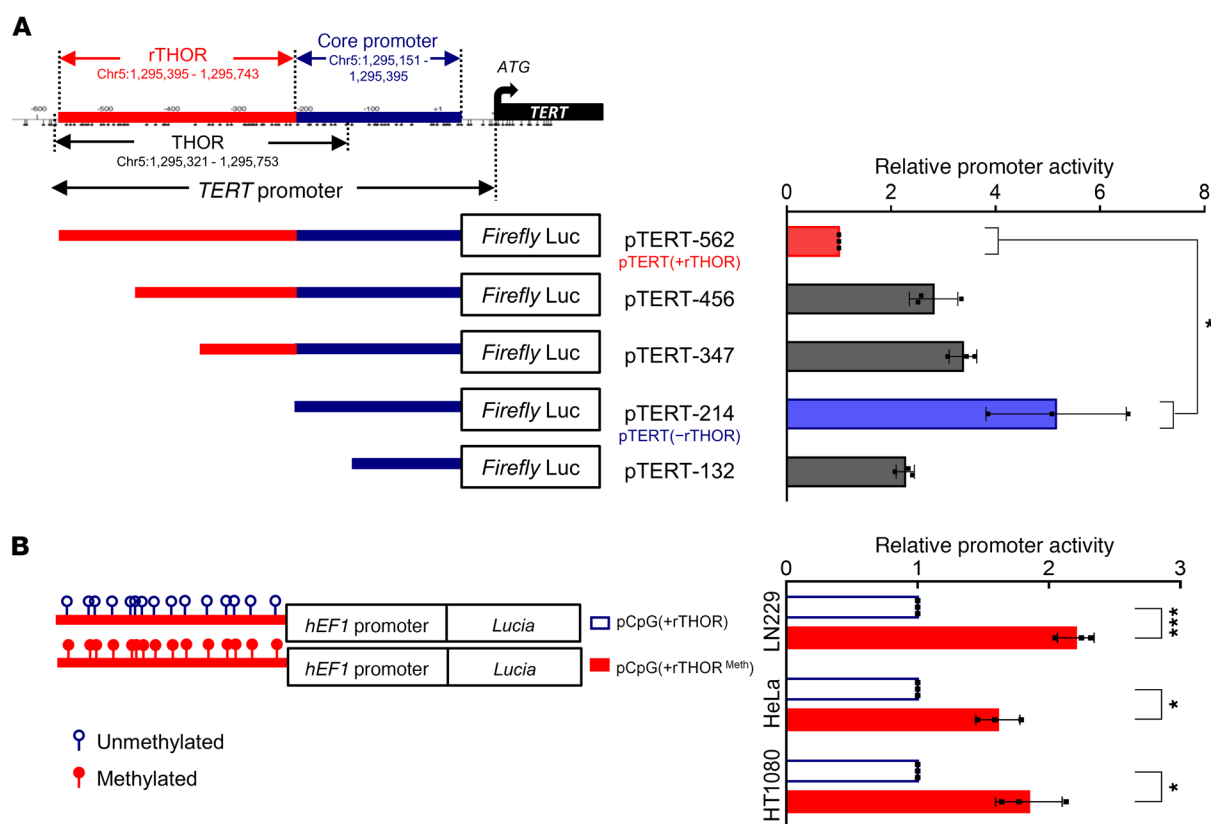 A
rTHOR
Chr5:1,295,395 - 1,295,743
Core promoter
Chr5:1,295,151 -
1,295,395
ATG
-600 -400 -300 -200 -100 +1
TERT
THOR
Chr5:1,295,321 - 1,295,753
TERT promoter
Relative promoter activity
0 2 4 6 8
Firefly Luc pTERT-562
pTERT(+rTHOR)
Firefly Luc pTERT-456
Firefly Luc pTERT-347
Firefly Luc pTERT-214
pTERT(−rTHOR)
Firefly Luc pTERT-132
*
B
Relative promoter activity
0 1 2 3
hEF1 promoter Lucia pCpG(+rTHOR)
hEF1 promoter Lucia pCpG(+rTHOR Meth)
Unmethylated
Methylated
LN229
***
HeLa
*
HT1080
*